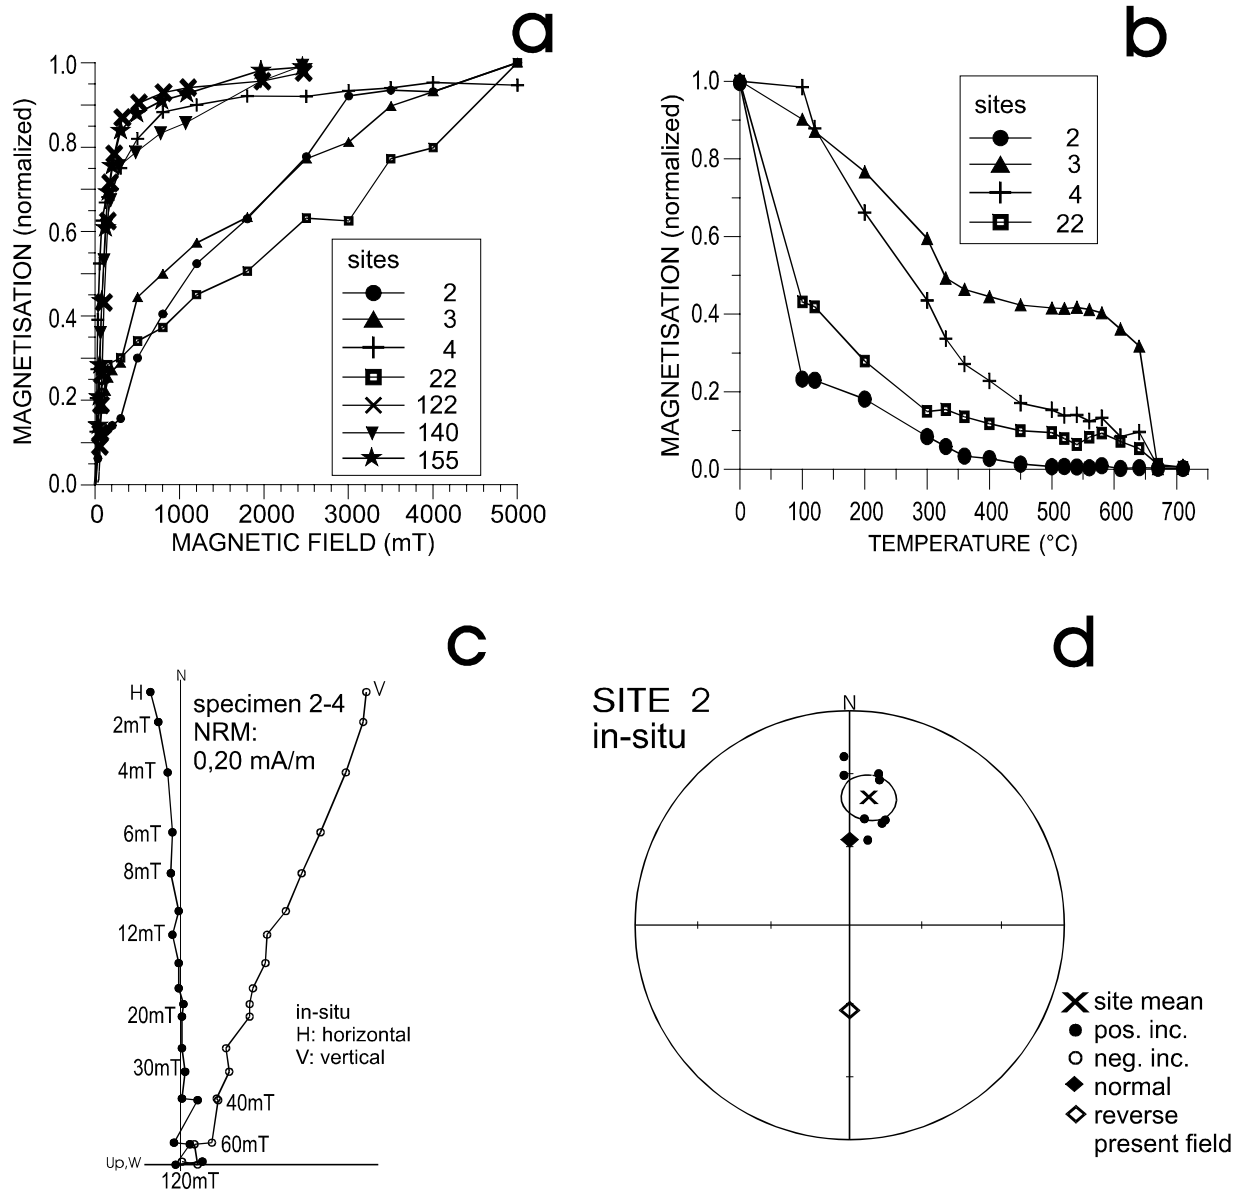 a
1.0
0.8
0.6
0.4
0.2
0.0
MAGNETISATION (normalized)
0 1000 2000 3000 4000 5000
MAGNETIC FIELD (mT)
sites
2
3
4
22
122
140
155
b
1.0
0.8
0.6
0.4
0.2
0.0
MAGNETISATION (normalized)
0 100 200 300 400 500 600 700
TEMPERATURE (°C)
sites
2
3
4
22
c
N
H
V
specimen 2-4
NRM:
0,20 mA/m
2mT
4mT
6mT
8mT
12mT
20mT
30mT
40mT
60mT
120mT
in-situ
H: horizontal
V: vertical
Up,W
d
SITE 2
in-situ
N
site mean
pos. inc.
neg. inc.
normal
reverse
present field